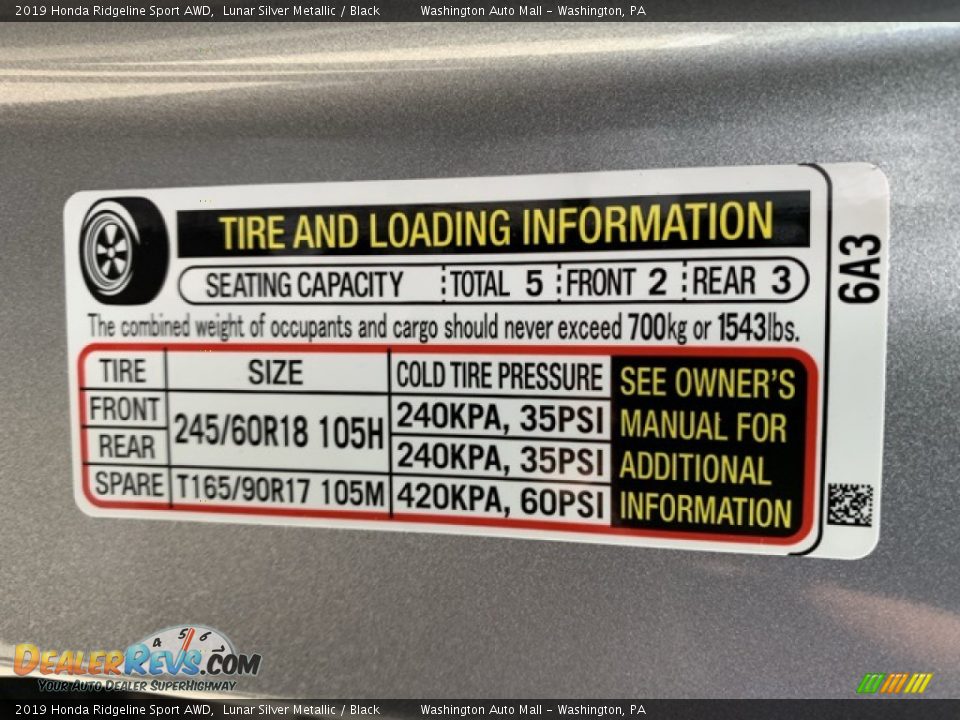 2019 Honda Ridgeline Sport AWD, Lunar Silver Metallic / Black Washington Auto Mall - Washington, PA
TIRE AND LOADING INFORMATION
SEATING CAPACITY TOTAL 5 FRONT 2 REAR 3
The combined weight of occupants and cargo should never exceed 700kg or 1543lbs.
TIRE SIZE COLD TIRE PRESSURE
FRONT 245/60R18 105H 240KPA, 35PSI
REAR 240KPA, 35PSI
SPARE T165/90R17 105M 420KPA, 60PSI
SEE OWNER'S
MANUAL FOR
ADDITIONAL
INFORMATION
6A3
4 5 6
DEALERREVS.COM
YOUR AUTO DEALER SUPERHIGHWAY
2019 Honda Ridgeline Sport AWD, Lunar Silver Metallic / Black Washington Auto Mall - Washington, PA